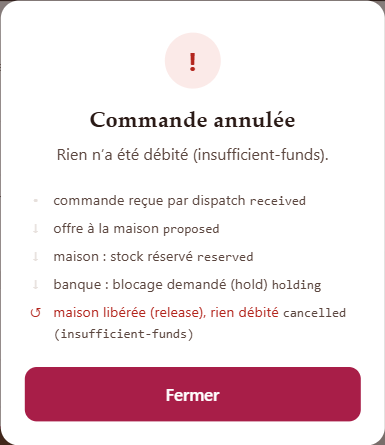 !
Commande annulée
Rien n'a été débité (insufficient-funds).
commande reçue par dispatch received
↓ offre à la maison proposed
↓ maison : stock réservé reserved
↓ banque : blocage demandé (hold) holding
↺ maison libérée (release), rien débité cancelled
(insufficient-funds)
Fermer